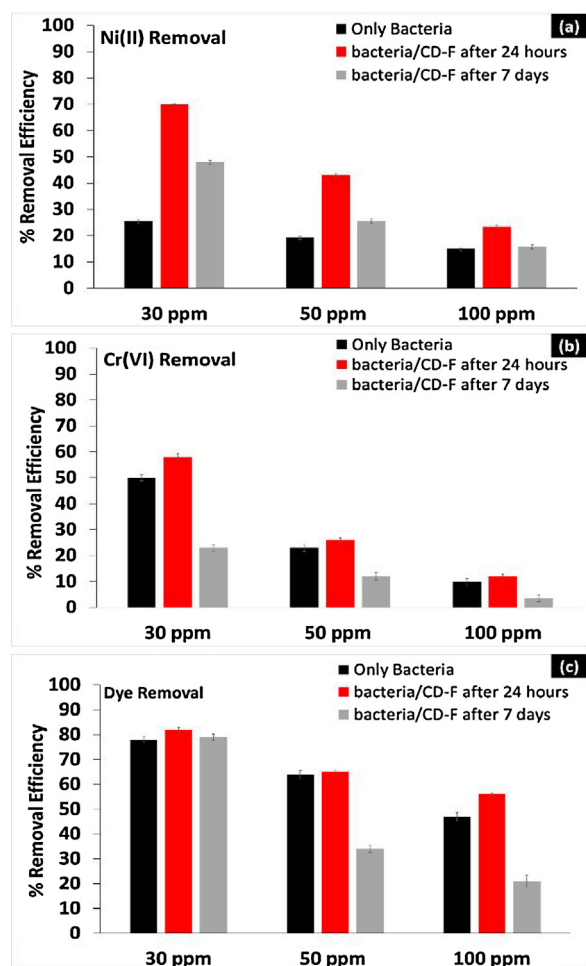 (a)
Ni(II) Removal
Only Bacteria
bacteria/CD-F after 24 hours
bacteria/CD-F after 7 days
% Removal Efficiency
100
90
80
70
60
50
40
30
20
10
0
30 ppm 50 ppm 100 ppm
(b)
Cr(VI) Removal
Only Bacteria
bacteria/CD-F after 24 hours
bacteria/CD-F after 7 days
% Removal Efficiency
100
90
80
70
60
50
40
30
20
10
0
30 ppm 50 ppm 100 ppm
(c)
Dye Removal
Only Bacteria
bacteria/CD-F after 24 hours
bacteria/CD-F after 7 days
% Removal Efficiency
100
90
80
70
60
50
40
30
20
10
0
30 ppm 50 ppm 100 ppm